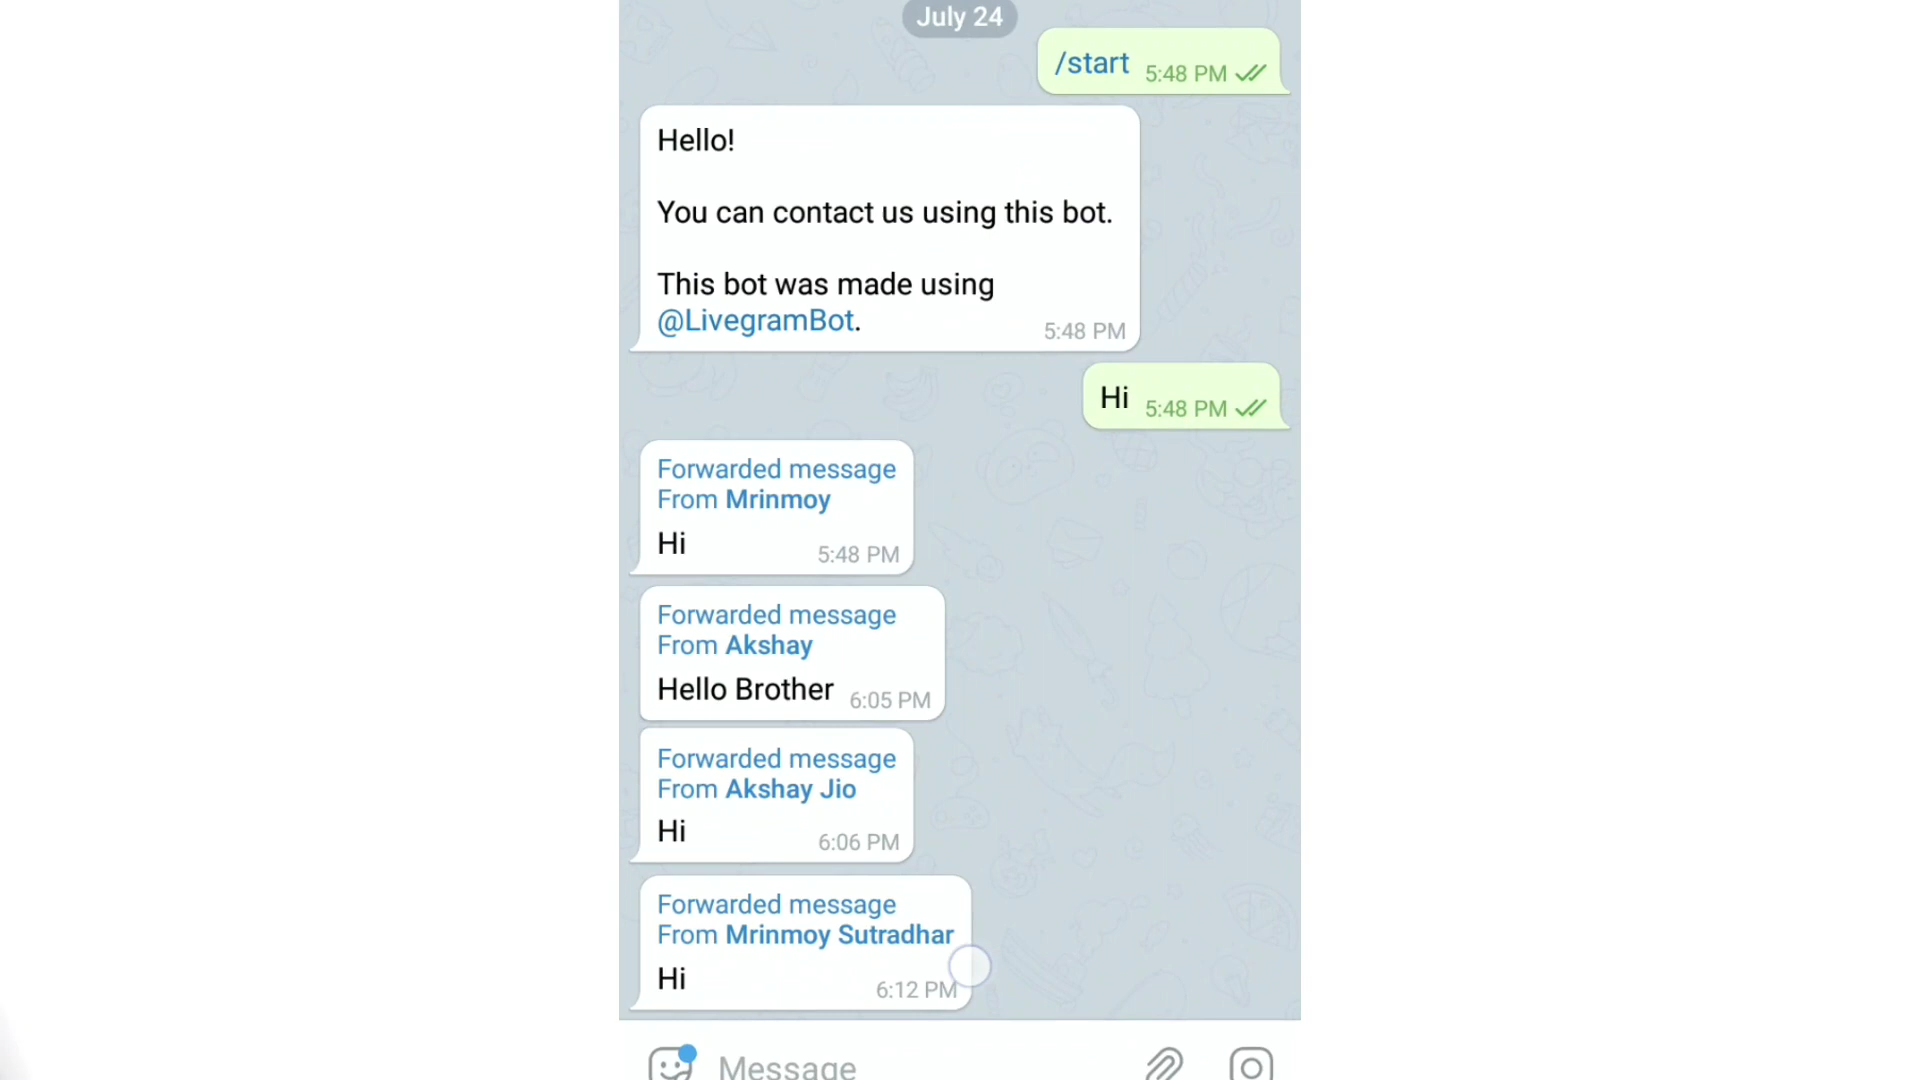 July 24
/start 5:48 PM
Hello!
You can contact us using this bot.
This bot was made using
@LivegramBot.
5:48 PM
Hi 5:48 PM
Forwarded message
From Mrinmoy
Hi 5:48 PM
Forwarded message
From Akshay
Hello Brother 6:05 PM
Forwarded message
From Akshay Jio
Hi 6:06 PM
Forwarded message
From Mrinmoy Sutradhar
Hi 6:12 PM
Message